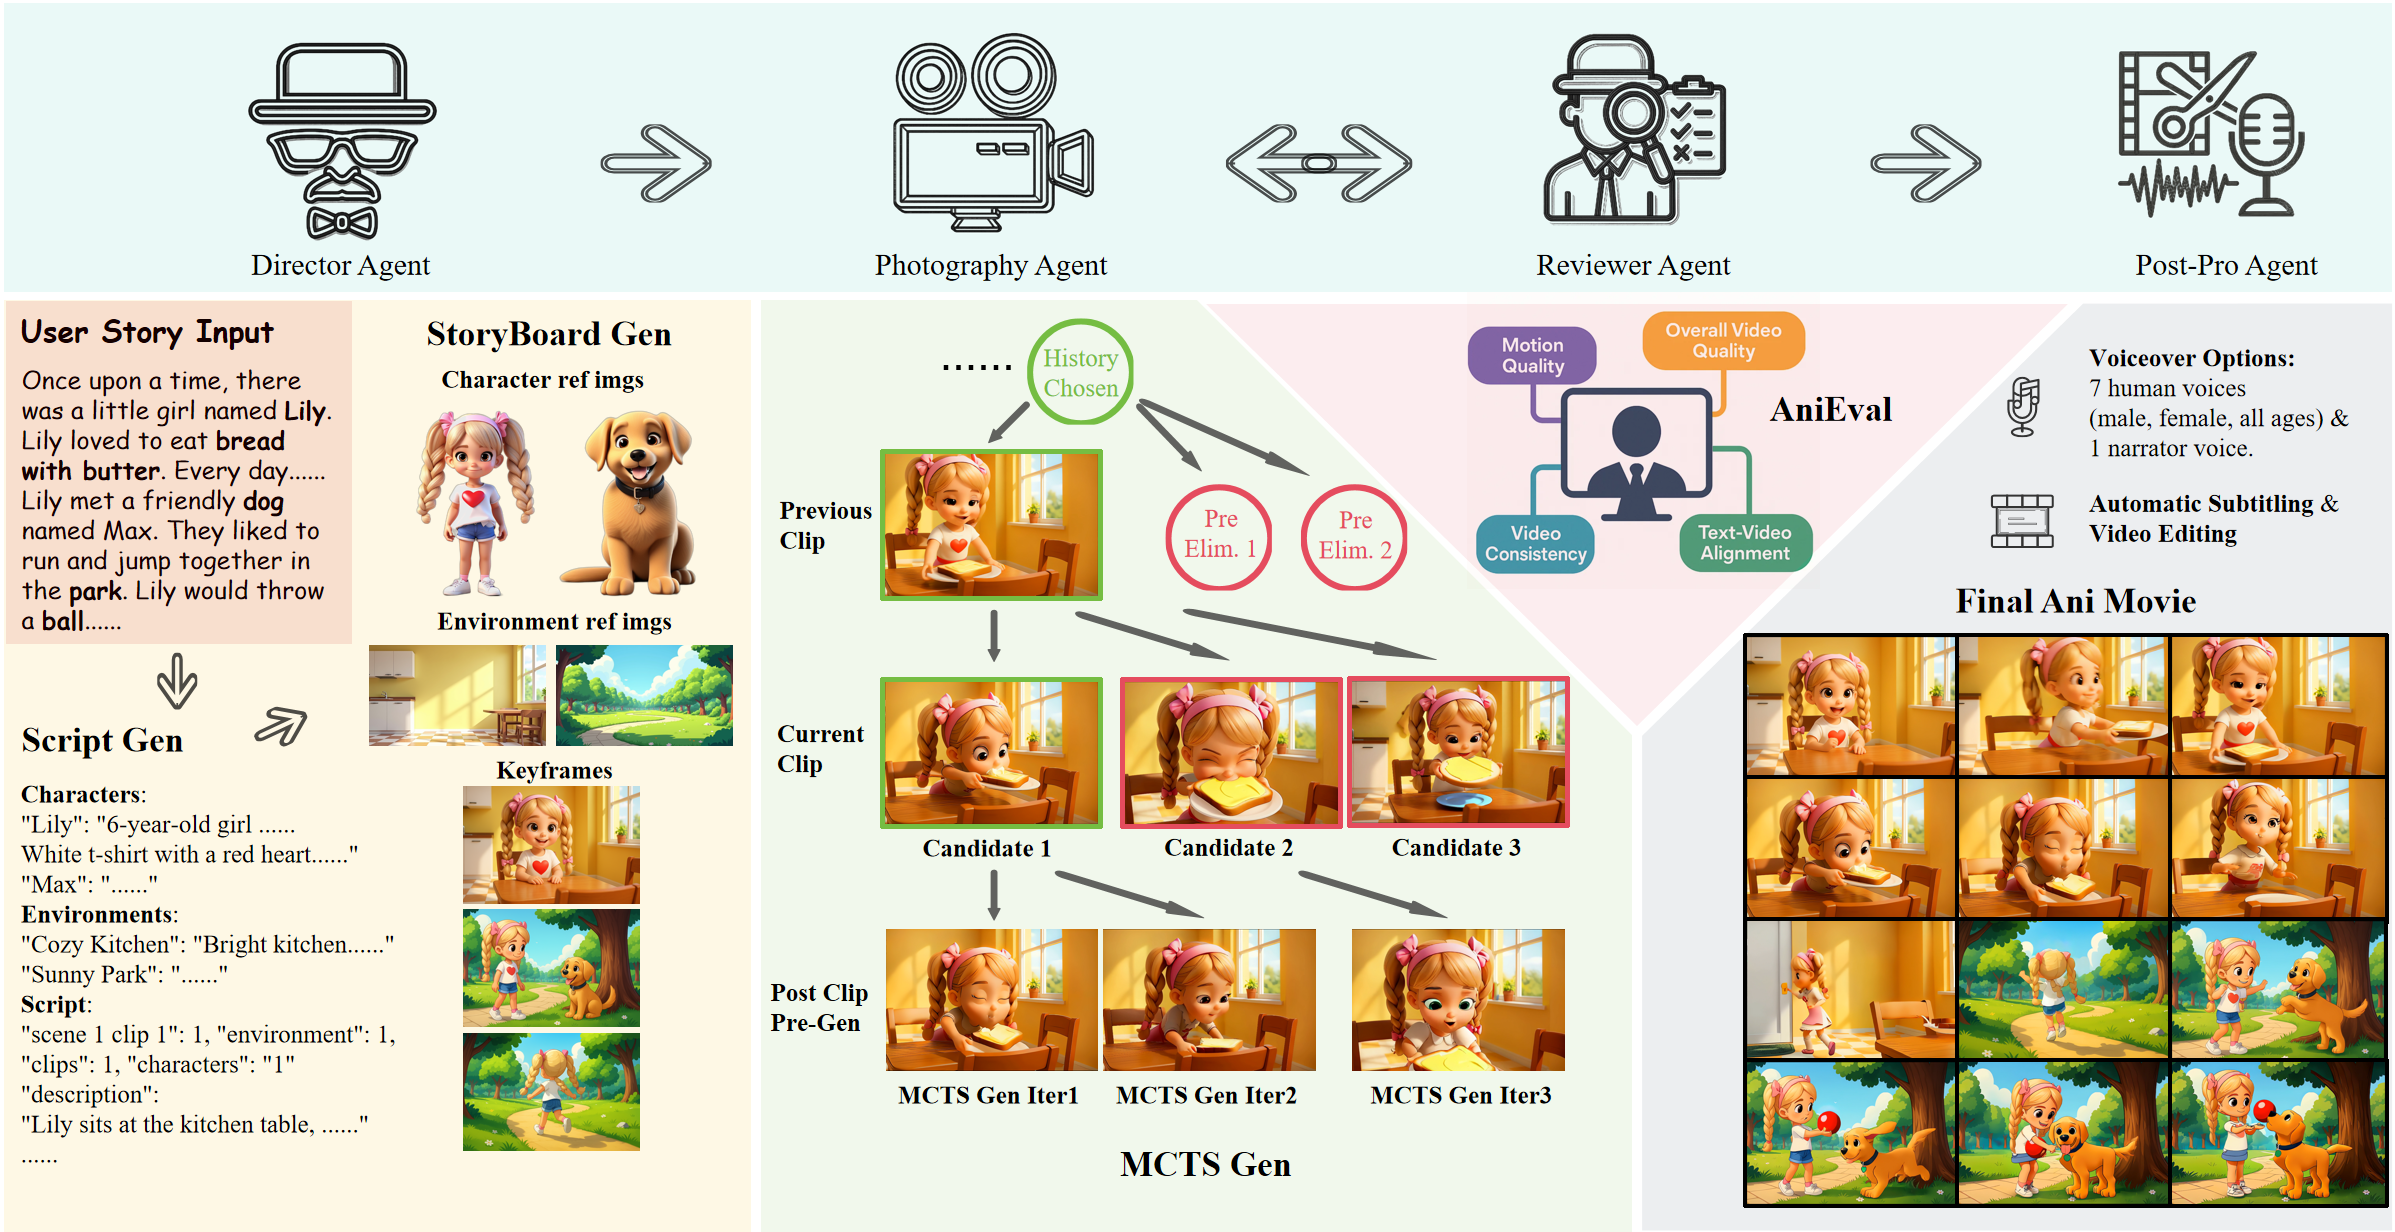 Director Agent
Photography Agent
Reviewer Agent
Post-Pro Agent
User Story Input
Once upon a time, there
was a little girl named Lily.
Lily loved to eat bread
with butter. Every day......
Lily met a friendly dog
named Max. They liked to
run and jump together in
the park. Lily would throw
a ball......
Script Gen
Characters:
"Lily": "6-year-old girl ......
White t-shirt with a red heart......"
"Max": "......"
Environments:
"Cozy Kitchen": "Bright kitchen......"
"Sunny Park": "......"
Script:
"scene 1 clip 1": 1, "environment": 1,
"clips": 1, "characters": "1"
"description":
"Lily sits at the kitchen table, ......"
......
StoryBoard Gen
Character ref imgs
Environment ref imgs
Keyframes
......
History
Chosen
Previous
Clip
Pre
Elim. 1
Pre
Elim. 2
Current
Clip
Candidate 1
Candidate 2
Candidate 3
Post Clip
Pre-Gen
MCTS Gen Iter1
MCTS Gen Iter2
MCTS Gen Iter3
MCTS Gen
Motion
Quality
Overall Video
Quality
AniEval
Video
Consistency
Text-Video
Alignment
Voiceover Options:
7 human voices
(male, female, all ages) &
1 narrator voice.
Automatic Subtitling &
Video Editing
Final Ani Movie